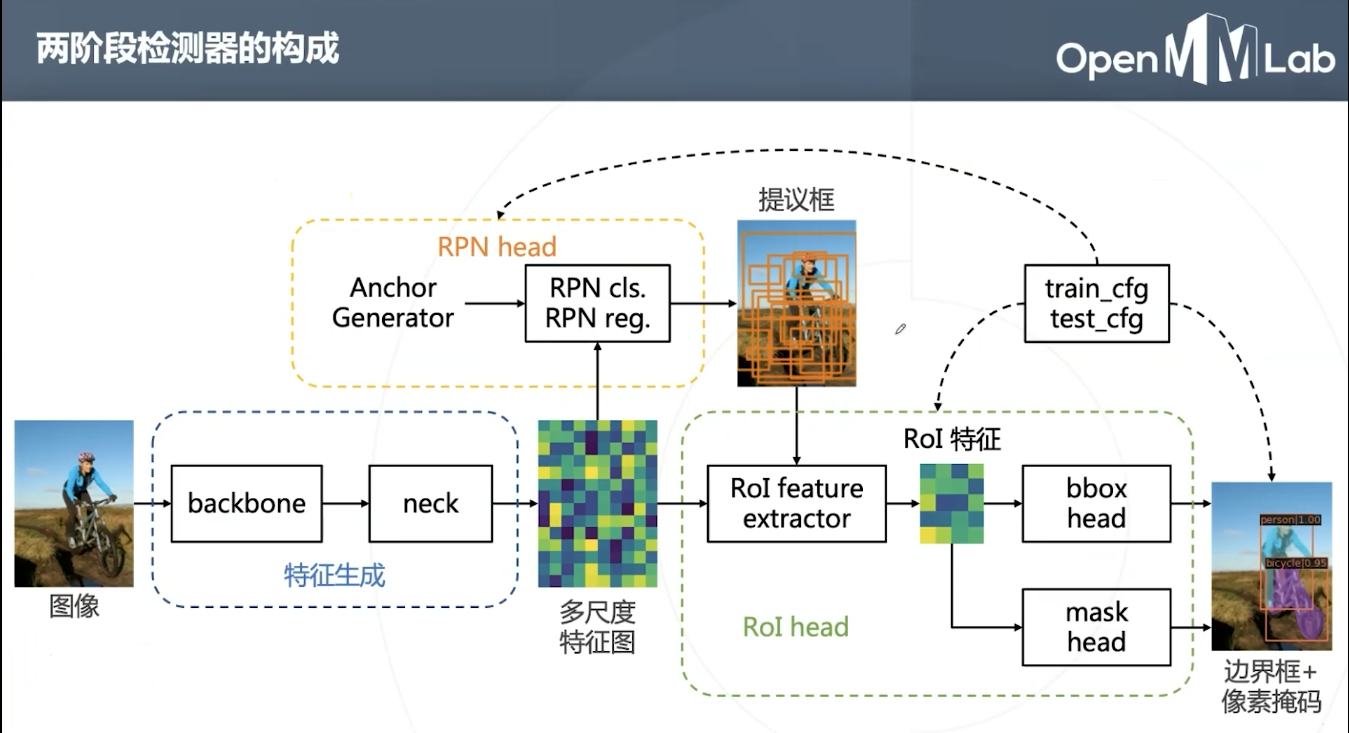 两阶段检测器的构成
OpenMMLab
提议框
RPN head
Anchor
Generator
RPN cls.
RPN reg.
train_cfg
test_cfg
RoI 特征
backbone
neck
RoI feature
extractor
bbox
head
person|1.00
bicycle|0.95
特征生成
图像
多尺度
特征图
RoI head
mask
head
边界框+
像素掩码